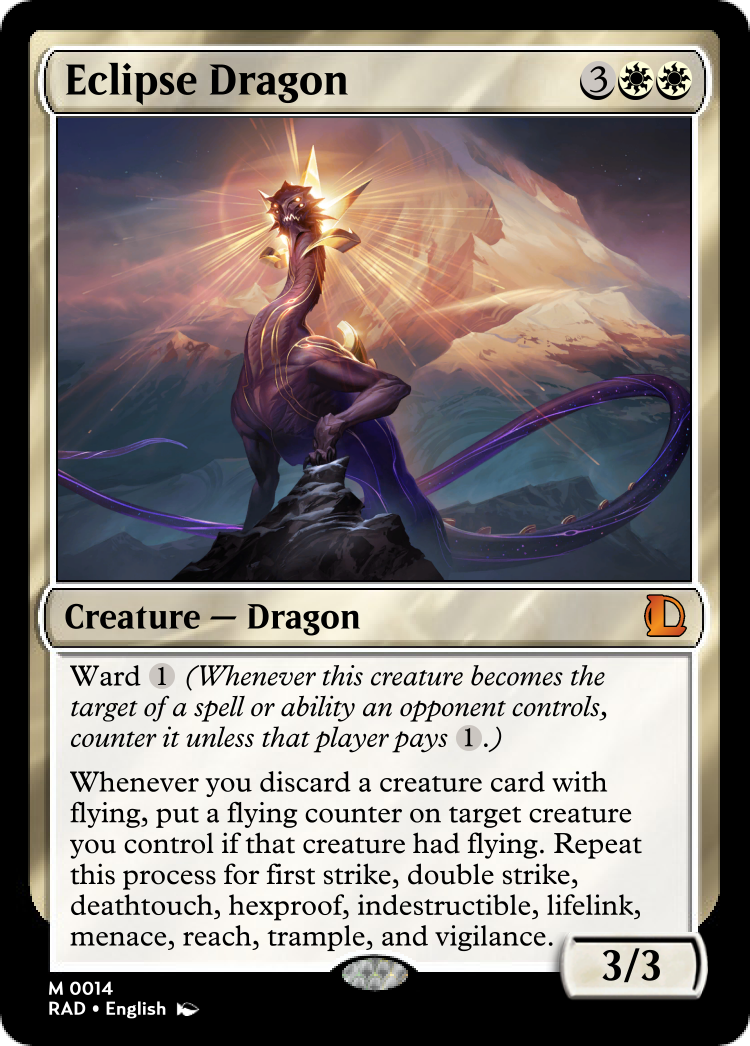 Eclipse Dragon 3
Creature — Dragon
Ward 1 (Whenever this creature becomes the
target of a spell or ability an opponent controls,
counter it unless that player pays 1.)
Whenever you discard a creature card with
flying, put a flying counter on target creature
you control if that creature had flying. Repeat
this process for first strike, double strike,
deathtouch, hexproof, indestructible, lifelink,
menace, reach, trample, and vigilance.
3/3
M 0014
RAD • English